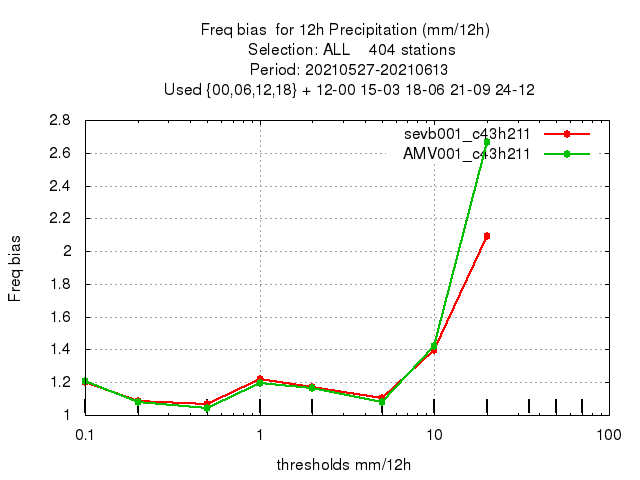 Freq bias  for 12h Precipitation (mm/12h)
Selection: ALL    404 stations
Period: 20210527-20210613
Used {00,06,12,18} + 12-00 15-03 18-06 21-09 24-12
sevb001_c43h211
AMV001_c43h211
2.8
2.6
2.4
2.2
2
1.8
1.6
1.4
1.2
1
Freq bias
0.1 1 10 100
thresholds mm/12h